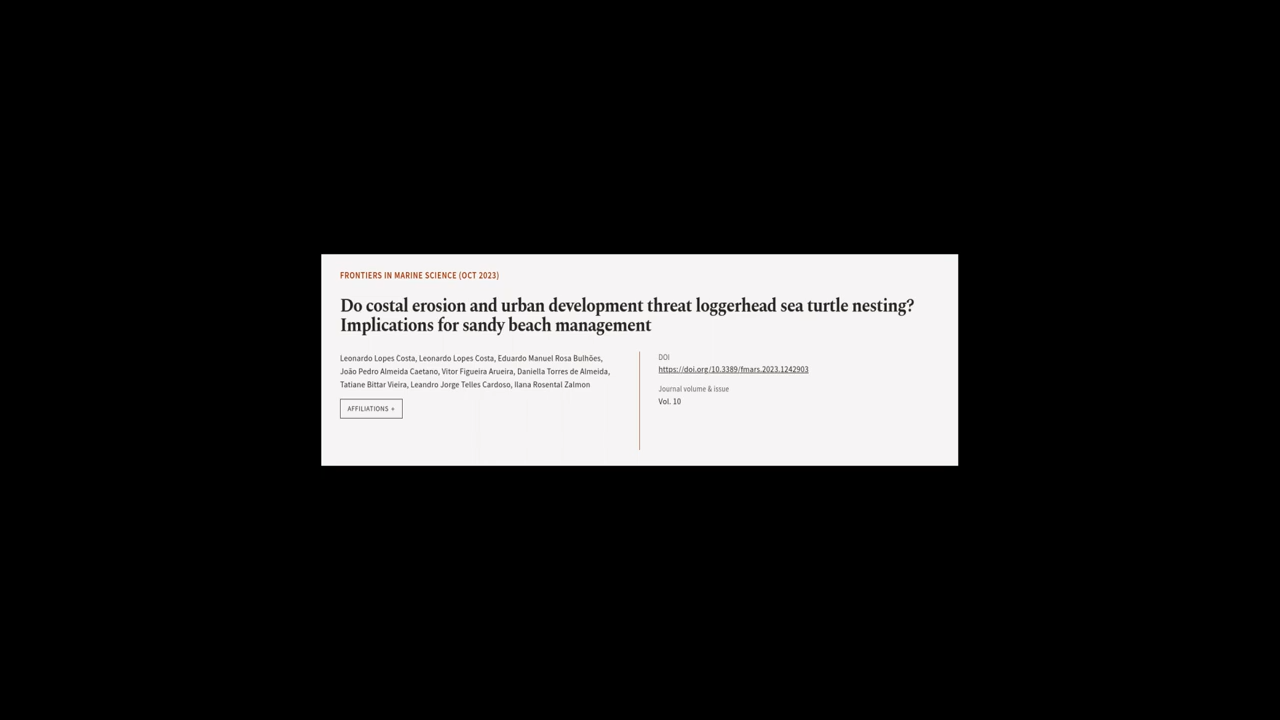 FRONTIERS IN MARINE SCIENCE (OCT 2023)
Do costal erosion and urban development threat loggerhead sea turtle nesting?
Implications for sandy beach management
Leonardo Lopes Costa, Leonardo Lopes Costa, Eduardo Manuel Rosa Bulhões,
João Pedro Almeida Caetano, Vitor Figueira Arueira, Daniella Torres de Almeida,
Tatiane Bittar Vieira, Leandro Jorge Telles Cardoso, Ilana Rosental Zalmon
AFFILIATIONS +
DOI
https://doi.org/10.3389/fmars.2023.1242903
Journal volume & issue
Vol. 10